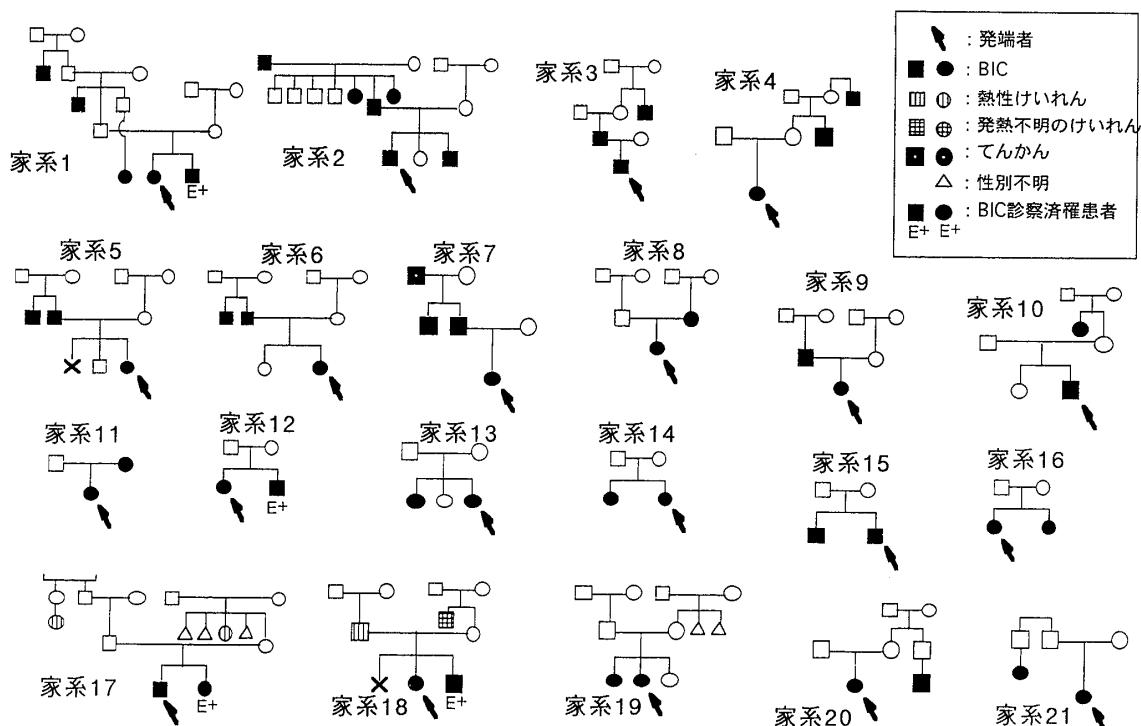 家系1
E+
家系2
家系3
家系4
: 発端者
: BIC
: 熱性けいれん
: 発熱不明のけいれん
: てんかん
: 性別不明
: BIC診察済罹患者
E+ E+
家系5
家系6
家系7
家系8
家系9
家系10
家系11
家系12
E+
家系13
家系14
家系15
家系16
家系17
E+
家系18
E+
家系19
家系20
家系21